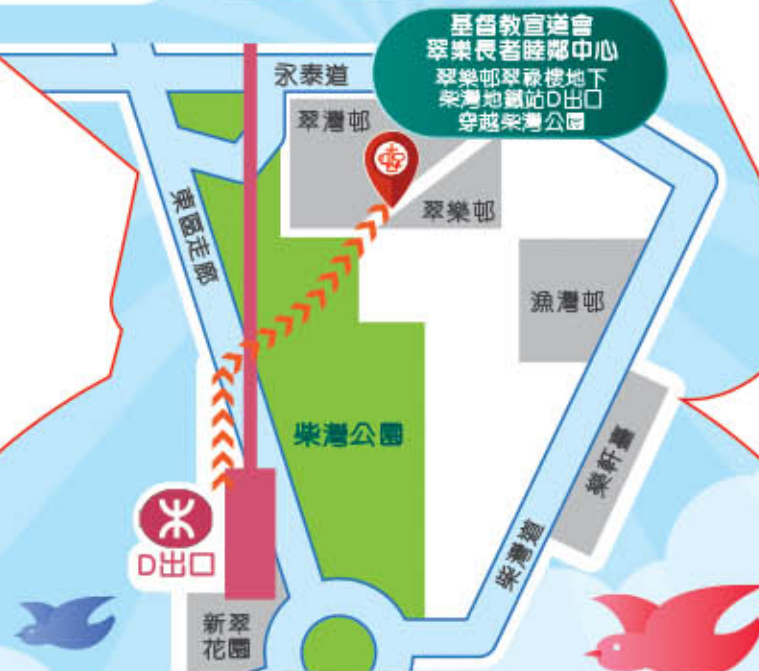 基督教宣道會
翠樂長者睦鄰中心
翠樂邨翠祿樓地下
柴灣地鐵站D出口
穿越柴灣公園
永泰道
翠灣邨
翠樂邨
東區走廊
漁灣邨
柴灣公園
樂軒臺
柴灣道
D出口
新翠
花園